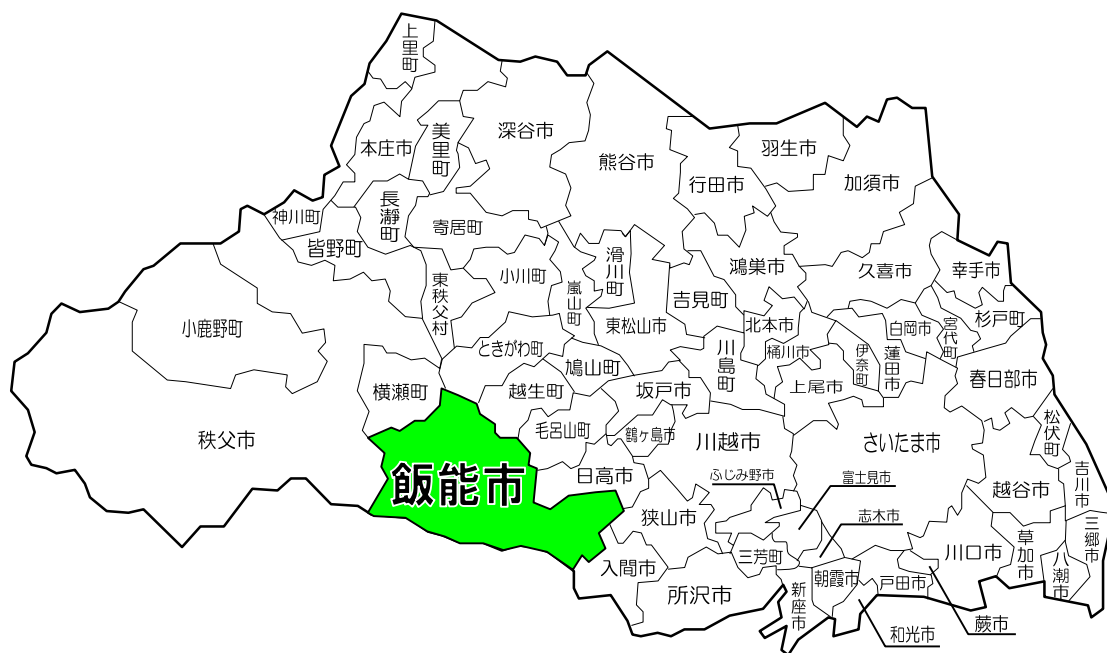 上里町
本庄市
美里町
深谷市
熊谷市
行田市
羽生市
加須市
神川町
皆野町
長瀞町
寄居町
東秩父村
小川町
嵐山町
滑川町
東松山市
吉見町
鴻巣市
北本市
久喜市
幸手市
杉戸町
宮代町
白岡市
小鹿野町
ときがわ町
鳩山町
川島町
桶川市
伊奈町
蓮田市
上尾市
春日部市
横瀬町
越生町
坂戸市
毛呂山町
鶴ヶ島市
川越市
さいたま市
松伏町
秩父市
飯能市
日高市
ふじみ野市
富士見市
越谷市
吉川市
狭山市
志木市
三芳町
川口市
草加市
三郷市
八潮市
入間市
所沢市
新座市
朝霞市
戸田市
和光市
蕨市